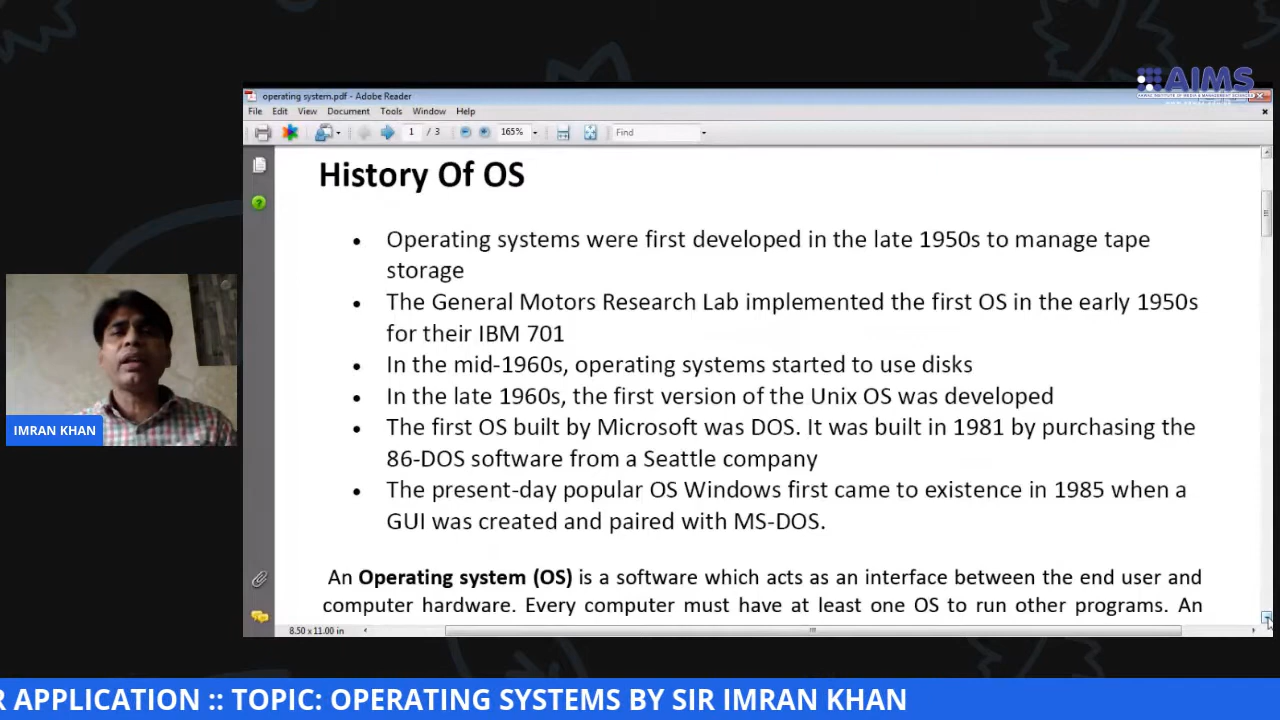 AIMS
operating system.pdf - Adobe Reader
File Edit View Document Tools Window Help
1 / 3 165% Find
History Of OS
• Operating systems were first developed in the late 1950s to manage tape
storage
• The General Motors Research Lab implemented the first OS in the early 1950s
for their IBM 701
• In the mid-1960s, operating systems started to use disks
• In the late 1960s, the first version of the Unix OS was developed
• The first OS built by Microsoft was DOS. It was built in 1981 by purchasing the
86-DOS software from a Seattle company
• The present-day popular OS Windows first came to existence in 1985 when a
GUI was created and paired with MS-DOS.
An Operating system (OS) is a software which acts as an interface between the end user and
computer hardware. Every computer must have at least one OS to run other programs. An
8.50 x 11.00 in
IMRAN KHAN
R APPLICATION :: TOPIC: OPERATING SYSTEMS BY SIR IMRAN KHAN